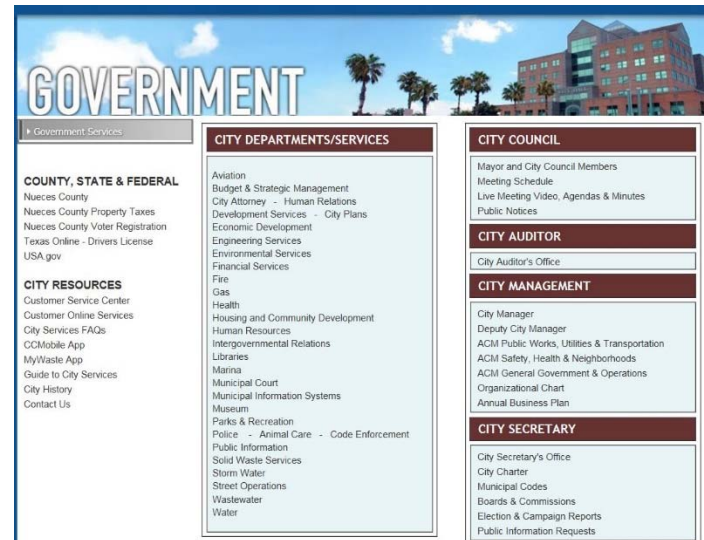 GOVERNMENT
Government Services
COUNTY, STATE & FEDERAL
Nueces County
Nueces County Property Taxes
Nueces County Voter Registration
Texas Online - Drivers License
USA.gov
CITY RESOURCES
Customer Service Center
Customer Online Services
City Services FAQs
CCMobile App
MyWaste App
Guide to City Services
City History
Contact Us
CITY DEPARTMENTS/SERVICES
Aviation
Budget & Strategic Management
City Attorney - Human Relations
Development Services - City Plans
Economic Development
Engineering Services
Environmental Services
Financial Services
Fire
Gas
Health
Housing and Community Development
Human Resources
Intergovernmental Relations
Libraries
Marina
Municipal Court
Municipal Information Systems
Museum
Parks & Recreation
Police - Animal Care - Code Enforcement
Public Information
Solid Waste Services
Storm Water
Street Operations
Wastewater
Water
CITY COUNCIL
Mayor and City Council Members
Meeting Schedule
Live Meeting Video, Agendas & Minutes
Public Notices
CITY AUDITOR
City Auditor's Office
CITY MANAGEMENT
City Manager
Deputy City Manager
ACM Public Works, Utilities & Transportation
ACM Safety, Health & Neighborhoods
ACM General Government & Operations
Organizational Chart
Annual Business Plan
CITY SECRETARY
City Secretary's Office
City Charter
Municipal Codes
Boards & Commissions
Election & Campaign Reports
Public Information Requests